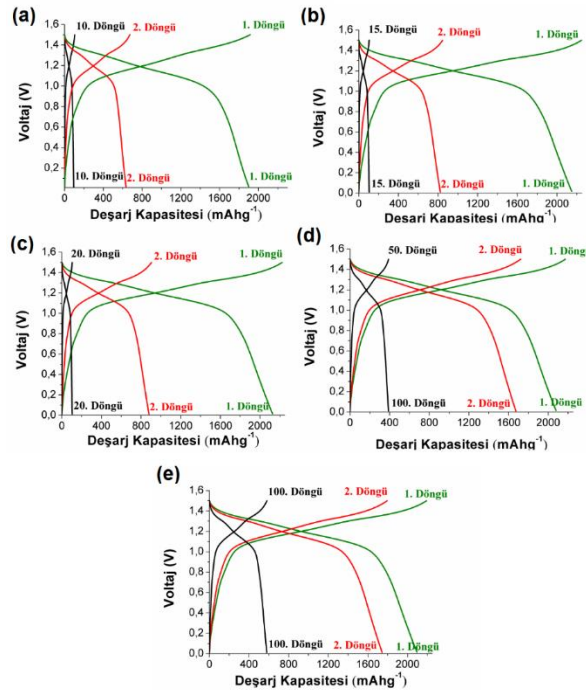 (a)
10. Döngü 2. Döngü 1. Döngü
1,6
1,4
1,2
1,0
0,8
0,6
0,4
0,2
0,0
Voltaj (V)
10. Döngü 2. Döngü 1. Döngü
0 400 800 1200 1600 2000
Deşarj Kapasitesi (mAhg⁻¹)
(b)
15. Döngü 2. Döngü 1. Döngü
1,6
1,4
1,2
1,0
0,8
0,6
0,4
0,2
0,0
Voltaj (V)
15. Döngü 2. Döngü 1. Döngü
0 400 800 1200 1600 2000
Desari Kapasitesi (mAhg⁻¹)
(c)
20. Döngü 2. Döngü 1. Döngü
1,6
1,4
1,2
1,0
0,8
0,6
0,4
0,2
0,0
Voltaj (V)
20. Döngü 2. Döngü 1. Döngü
0 400 800 1200 1600 2000
Deşarj Kapasitesi (mAhg⁻¹)
(d)
50. Döngü 2. Döngü 1. Döngü
1,6
1,4
1,2
1,0
0,8
0,6
0,4
0,2
0,0
Voltaj (V)
100. Döngü 2. Döngü 1. Döngü
0 400 800 1200 1600 2000
Deşarj Kapasitesi (mAhg⁻¹)
(e)
100. Döngü 2. Döngü 1. Döngü
1,6
1,4
1,2
1,0
0,8
0,6
0,4
0,2
0,0
Voltaj (V)
100. Döngü 2. Döngü 1. Döngü
0 400 800 1200 1600 2000
Deşarj Kapasitesi (mAhg⁻¹)